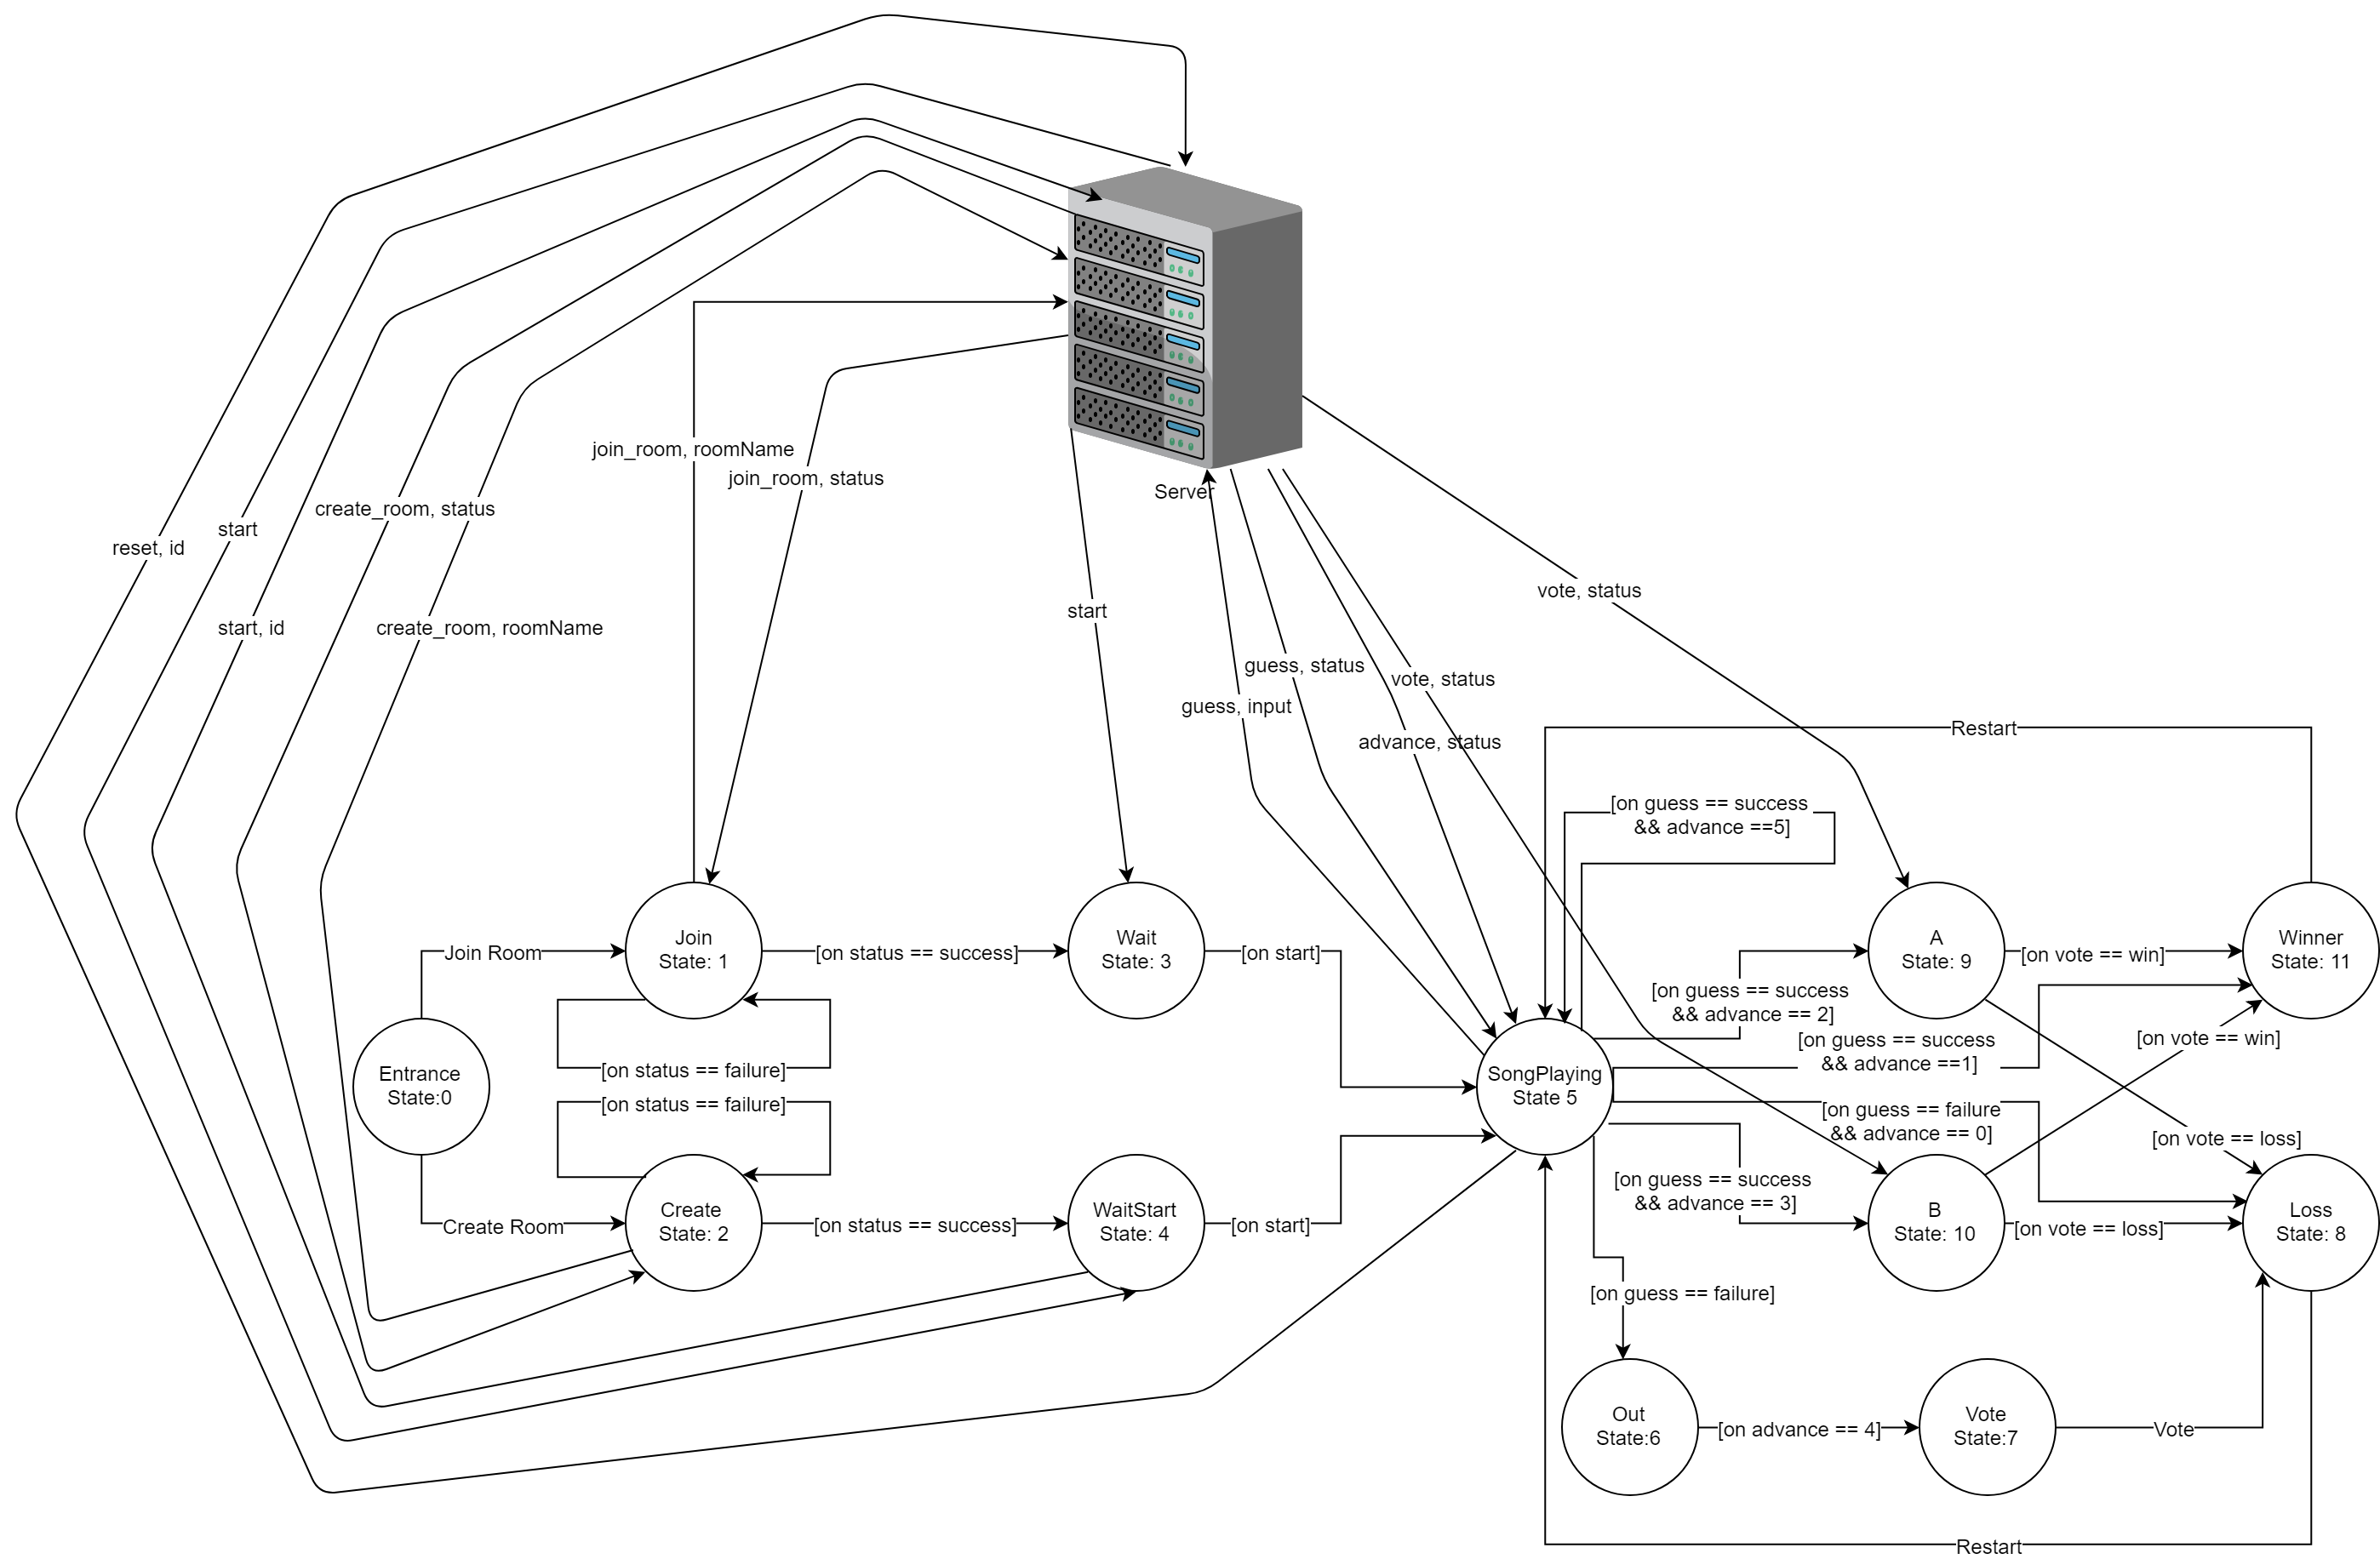 Server
join_room, roomName
join_room, status
create_room, status
start
reset, id
start, id
create_room, roomName
start
vote, status
guess, status
vote, status
guess, input
advance, status
Restart
[on guess == success
&& advance ==5]
Join
State: 1
Wait
State: 3
A
State: 9
Winner
State: 11
Join Room
[on status == success]
[on start]
[on vote == win]
[on guess == success
&& advance == 2]
[on guess == success
&& advance ==1]
[on vote == win]
[on status == failure]
Entrance
State:0
SongPlaying
State 5
[on status == failure]
[on guess == failure
&& advance == 0]
[on vote == loss]
[on guess == success
&& advance == 3]
Create
State: 2
WaitStart
State: 4
B
State: 10
Loss
State: 8
Create Room
[on status == success]
[on start]
[on vote == loss]
[on guess == failure]
Out
State:6
[on advance == 4]
Vote
State:7
Vote
Restart